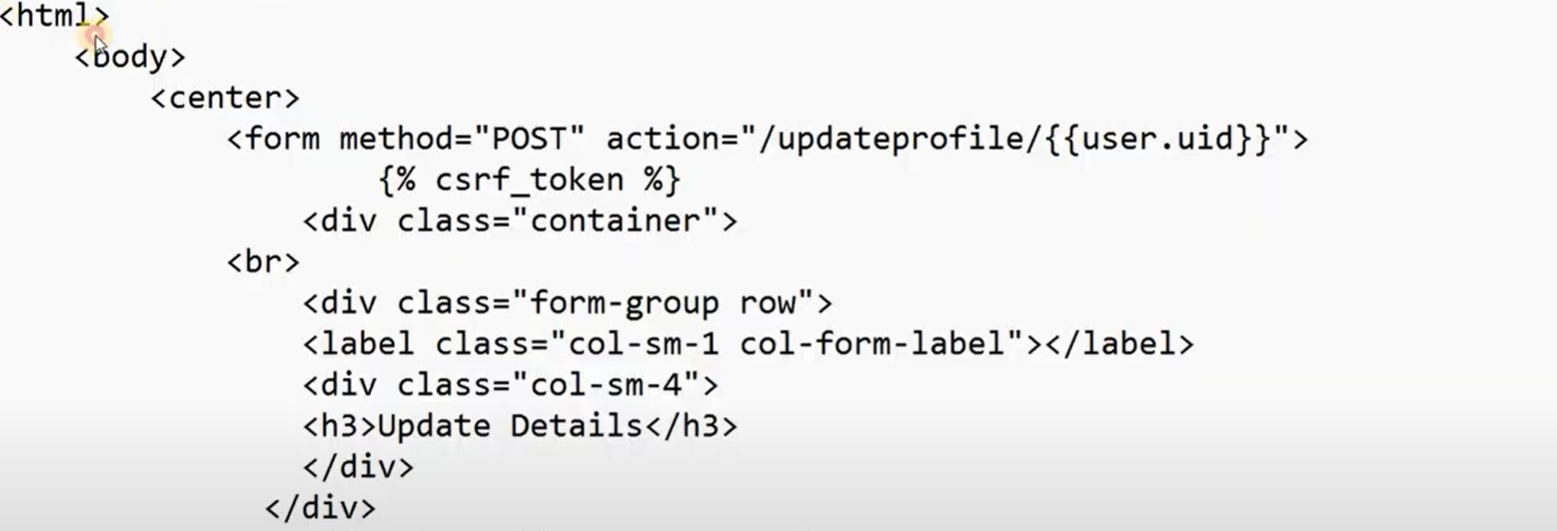 <html>
<body>
<center>
<form method="POST" action="/updateprofile/{{user.uid}}">
{% csrf_token %}
<div class="container">
<br>
<div class="form-group row">
<label class="col-sm-1 col-form-label"></label>
<div class="col-sm-4">
<h3>Update Details</h3>
</div>
</div>